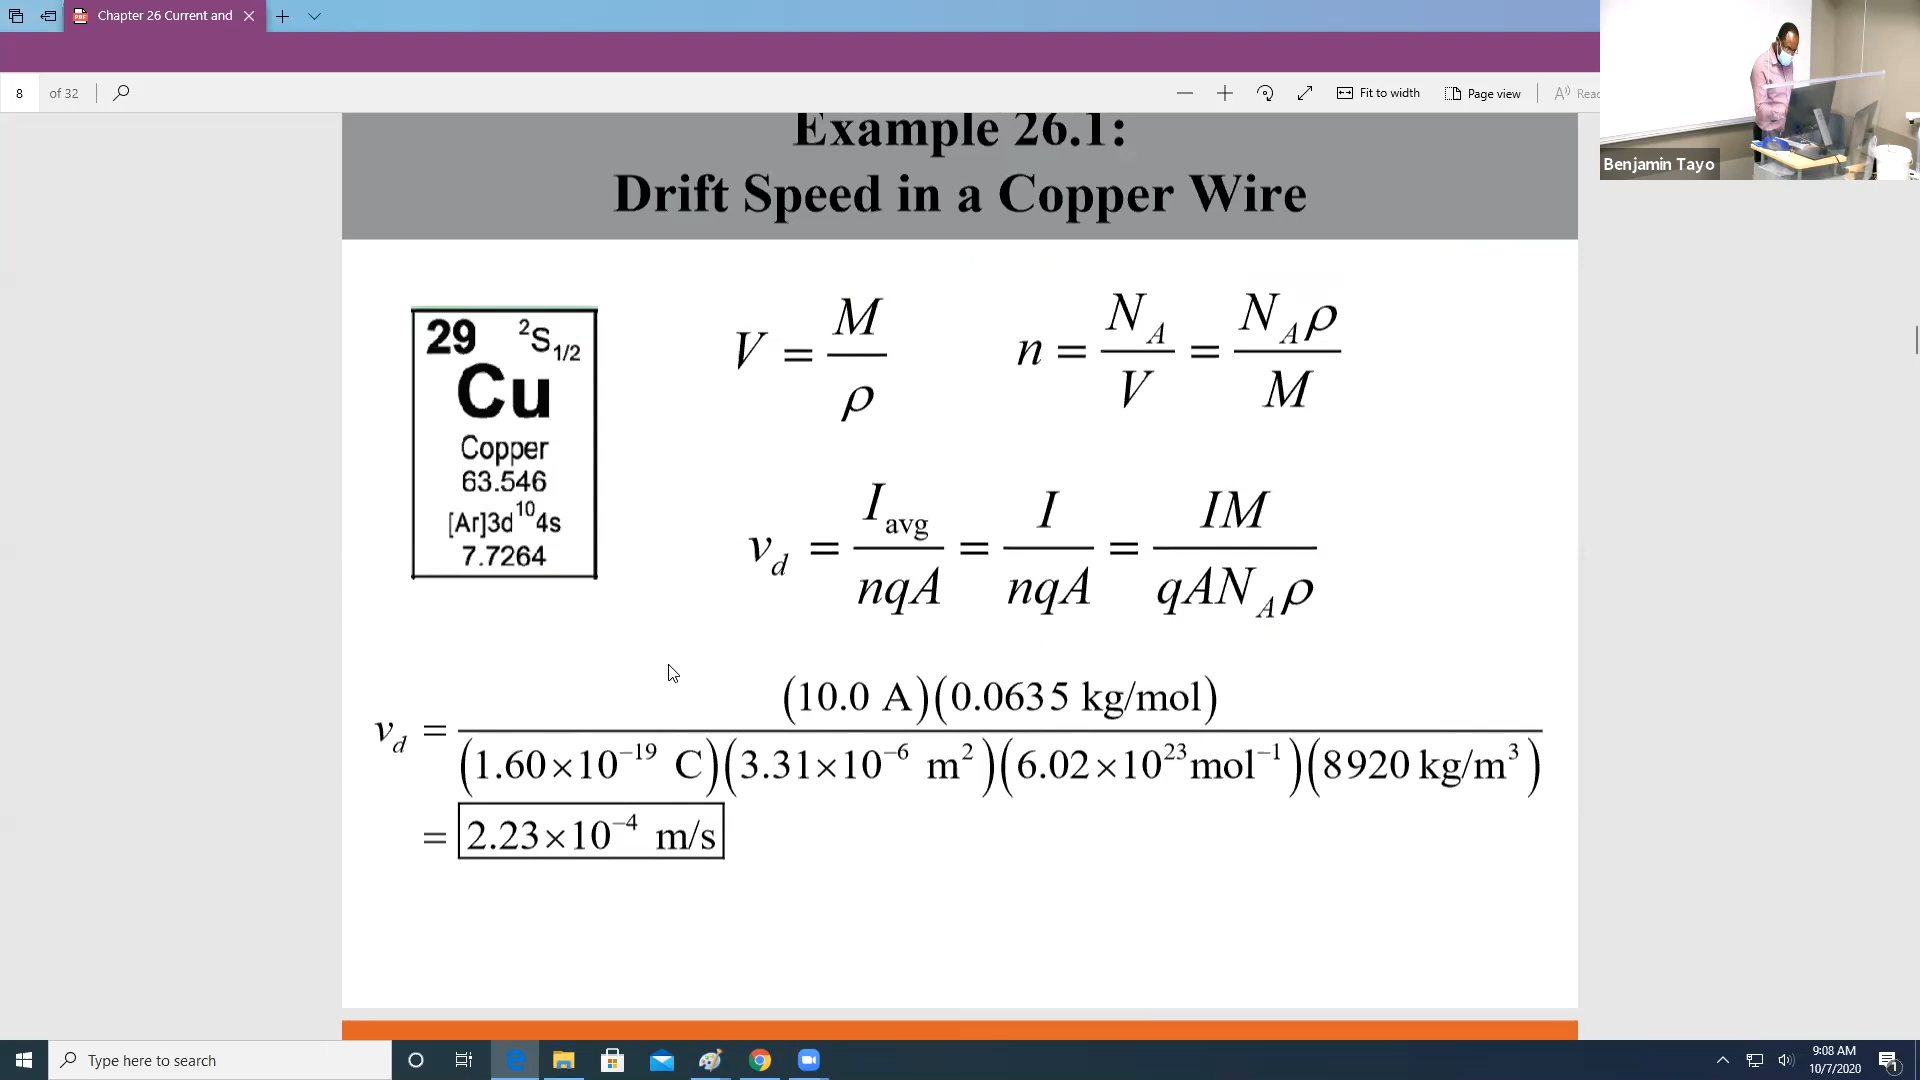 Chapter 26 Current and
8 of 32
Fit to width
Page view
Rea
Benjamin Tayo
Example 26.1:
Drift Speed in a Copper Wire
29 ²S₁/₂
Cu
Copper
63.546
[Ar]3d¹⁰4s
7.7264
V = M/ρ
n = N_A/V = N_Aρ/M
v_d = I_avg/nqA = I/nqA = IM/qAN_Aρ
v_d = (10.0 A)(0.0635 kg/mol)/(1.60×10⁻¹⁹ C)(3.31×10⁻⁶ m²)(6.02×10²³mol⁻¹)(8920 kg/m³)
= 2.23×10⁻⁴ m/s
Type here to search
9:08 AM
10/7/2020
1